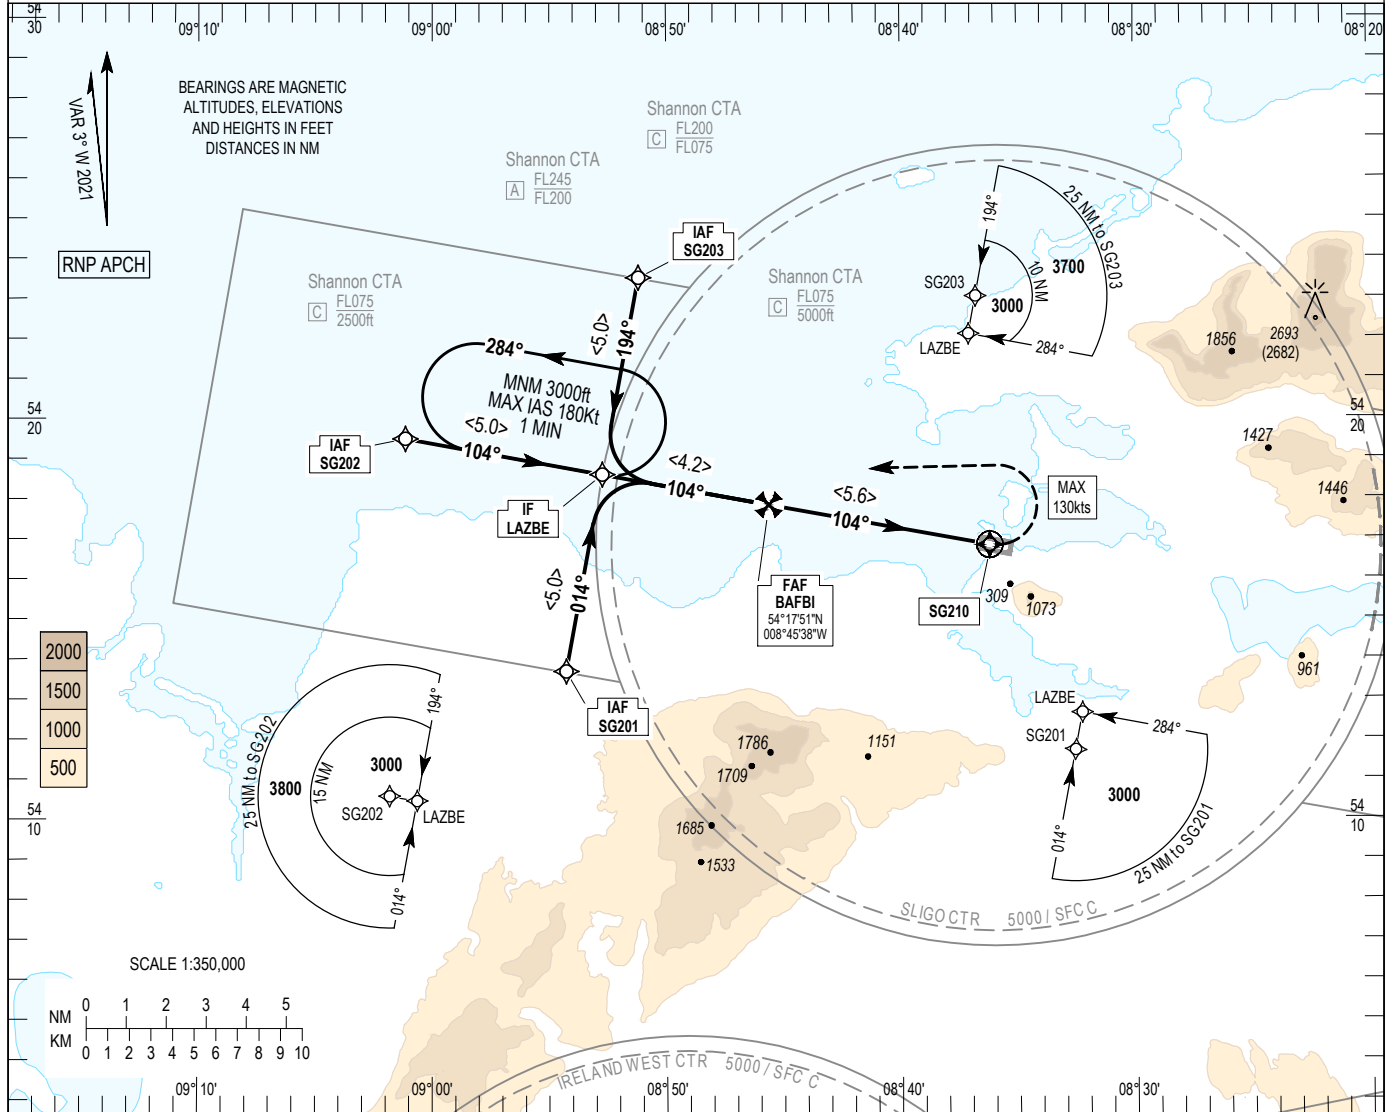 54
30
09°10'
09°00'
08°50'
08°40'
08°30'
08°20'
VAR 3° W 2021
BEARINGS ARE MAGNETIC
ALTITUDES, ELEVATIONS
AND HEIGHTS IN FEET
DISTANCES IN NM
RNP APCH
Shannon CTA
C FL200
FL075
Shannon CTA
A FL245
FL200
Shannon CTA
C FL075
2500ft
Shannon CTA
C FL075
5000ft
IAF
SG203
<5.0>
194°
284°
MNM 3000ft
MAX IAS 180Kt
1 MIN
IAF
SG202
<5.0>
104°
IF
LAZBE
<4.2>
104°
<5.6>
104°
MAX
130kts
FAF
BAFBI
54°17'51"N
008°45'38"W
SG210
<5.0>
014°
IAF
SG201
194°
25 NM to SG203
3700
10 NM
SG203
3000
LAZBE
284°
1856
2693
(2682)
54
20
54
20
1427
1446
309
1073
961
2000
1500
1000
500
25 NM to SG202
3800
15 NM
3000
194°
SG202
LAZBE
014°
1786
1709
1151
1685
1533
LAZBE
SG201
284°
3000
014°
25 NM to SG201
54
10
54
10
SLIGO CTR 5000 / SFC C
SCALE 1:350,000
NM
0 1 2 3 4 5
KM
0 1 2 3 4 5 6 7 8 9 10
IRELAND WEST CTR 5000 / SFC C
09°10'
09°00'
08°50'
08°40'
08°30'